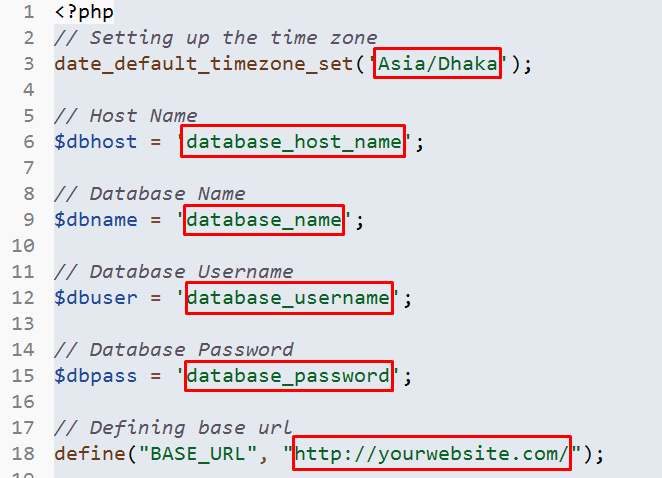 1 <?php
2 // Setting up the time zone
3 date_default_timezone_set('Asia/Dhaka');
4
5 // Host Name
6 $dbhost = 'database_host_name';
7
8 // Database Name
9 $dbname = 'database_name';
10
11 // Database Username
12 $dbuser = 'database_username';
13
14 // Database Password
15 $dbpass = 'database_password';
16
17 // Defining base url
18 define("BASE_URL", "http://yourwebsite.com/");